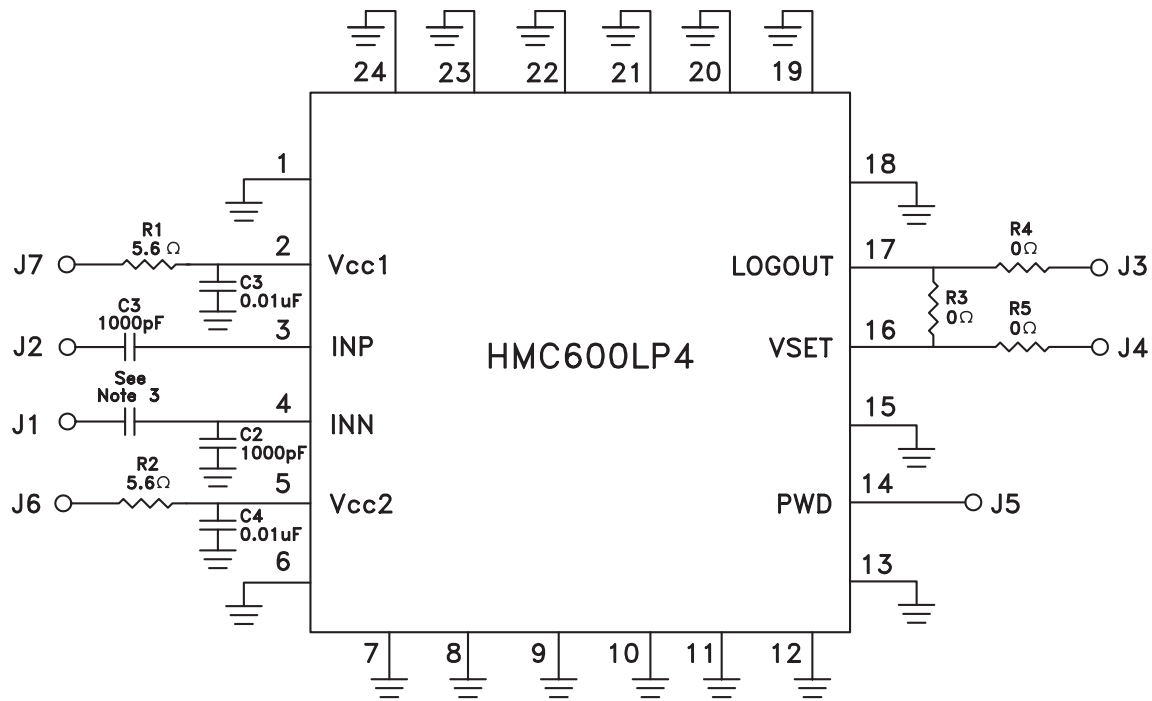 24
23
22
21
20
19
1
18
R1
5.6 Ω
R4
0Ω
J7
2
Vcc1
LOGOUT
17
J3
C3
0.01uF
R3
0Ω
C3
1000pF
R5
0Ω
J2
3
INP
HMC600LP4
VSET
16
J4
See
Note 3
J1
4
INN
15
C2
1000pF
R2
5.6Ω
J6
5
Vcc2
PWD
14
J5
C4
0.01uF
6
13
7
8
9
10
11
12